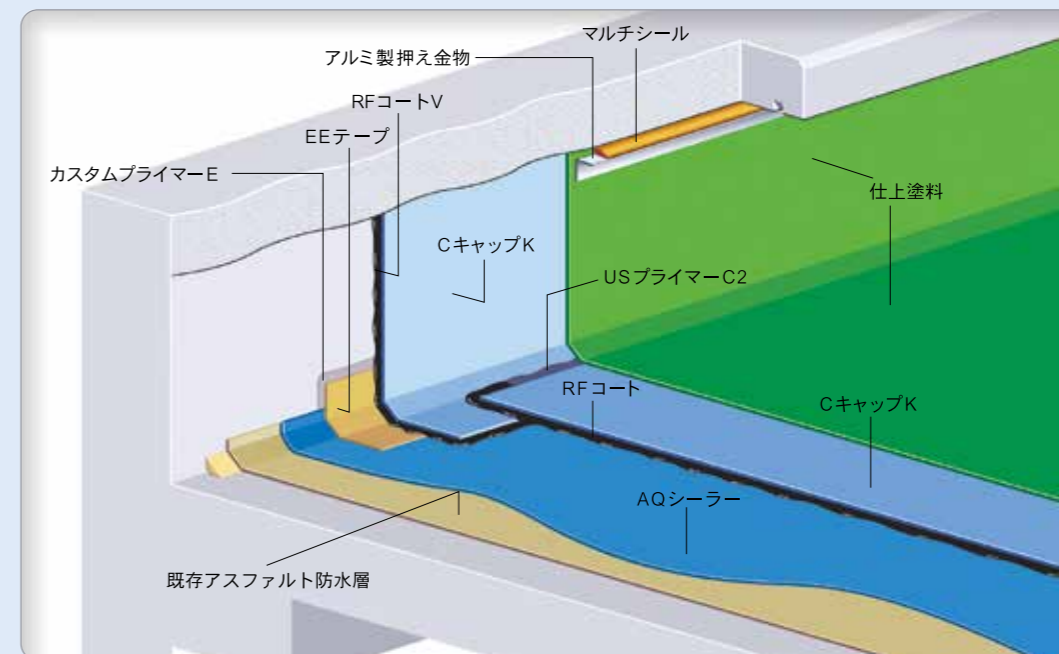 マルチシール
アルミ製押え金物
RFコートV
EEテープ
カスタムプライマーE
仕上塗料
CキャップK
USプライマーC2
RFコート
CキャップK
AQシーラー
既存アスファルト防水層